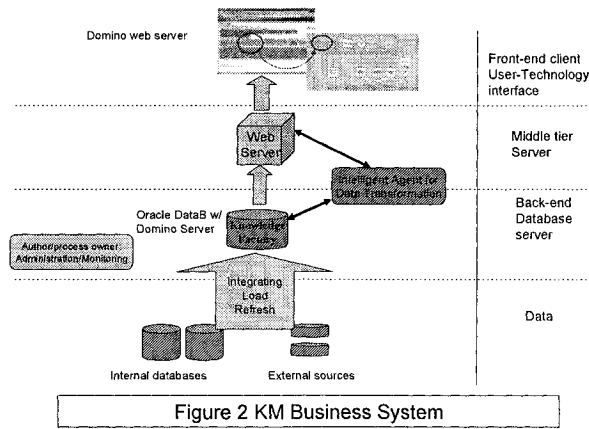 Domino web server
Front-end client
User-Technology
interface
Web
Server
Middle tier
Server
Intelligent Agent for
Data Transformation
Oracle DataB w/
Domino Server
Knowledge
Factory
Back-end
Database
server
Author/process owner
Administration/Monitoring
Integrating
Load
Refresh
Data
Internal databases
External sources
Figure 2 KM Business System